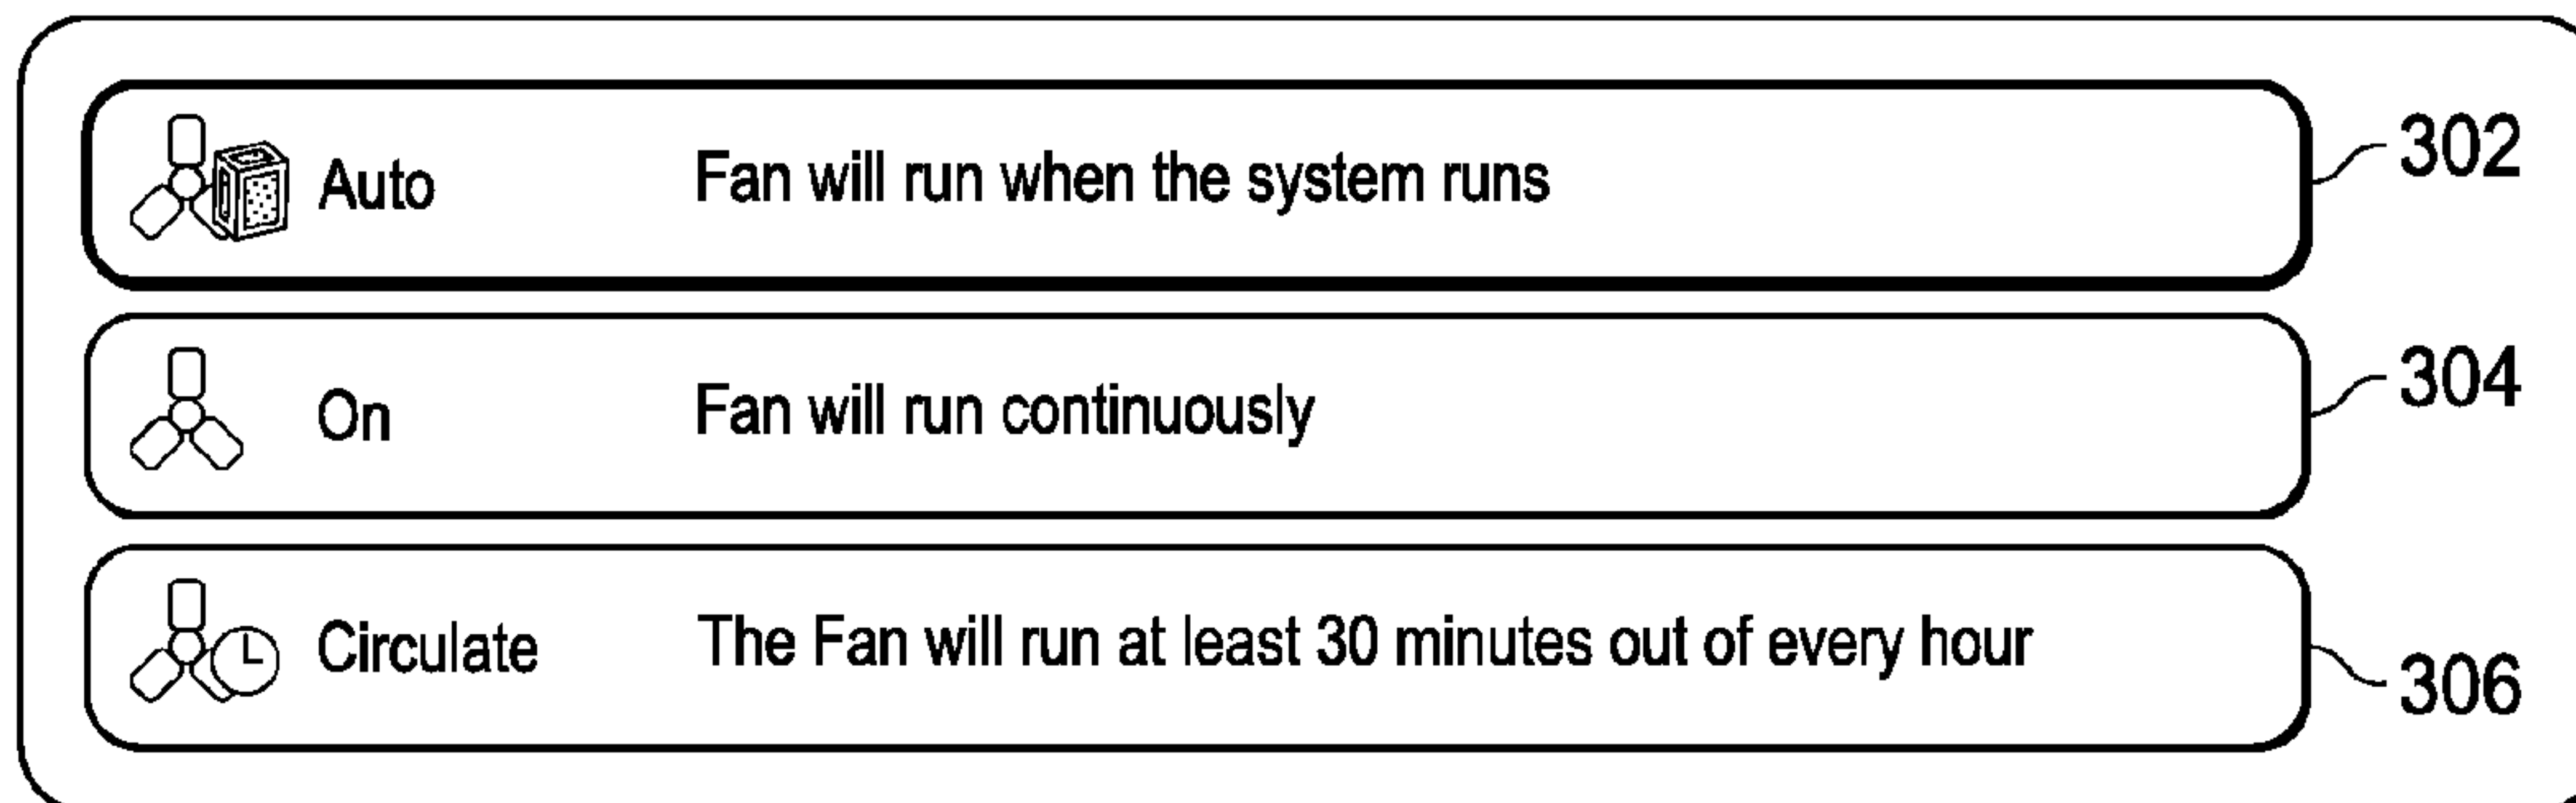 Auto Fan will run when the system runs 302
On Fan will run continuously 304
Circulate The Fan will run at least 30 minutes out of every hour 306